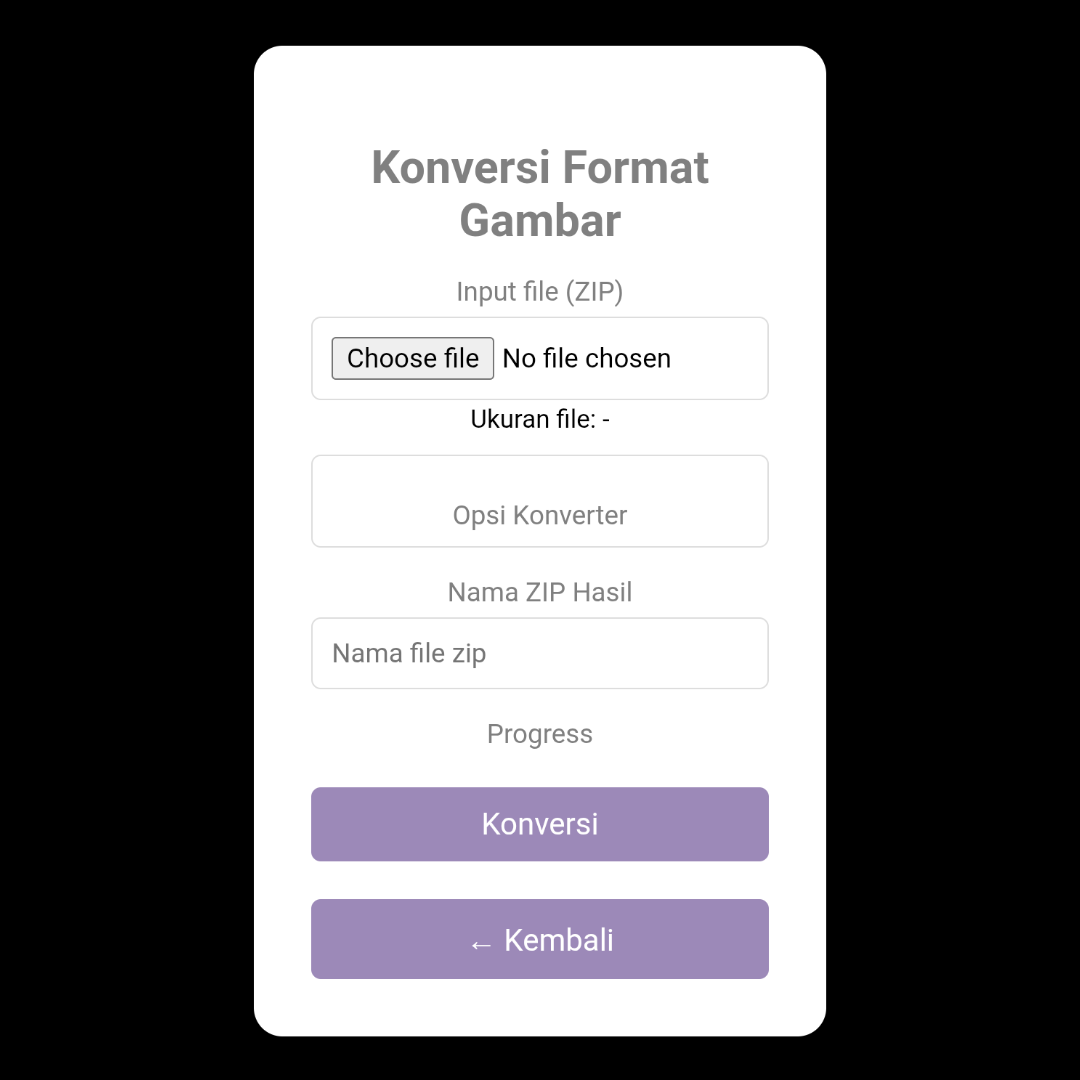 Konversi Format
Gambar
Input file (ZIP)
Choose file No file chosen
Ukuran file: -
Opsi Konverter
Nama ZIP Hasil
Nama file zip
Progress
Konversi
← Kembali